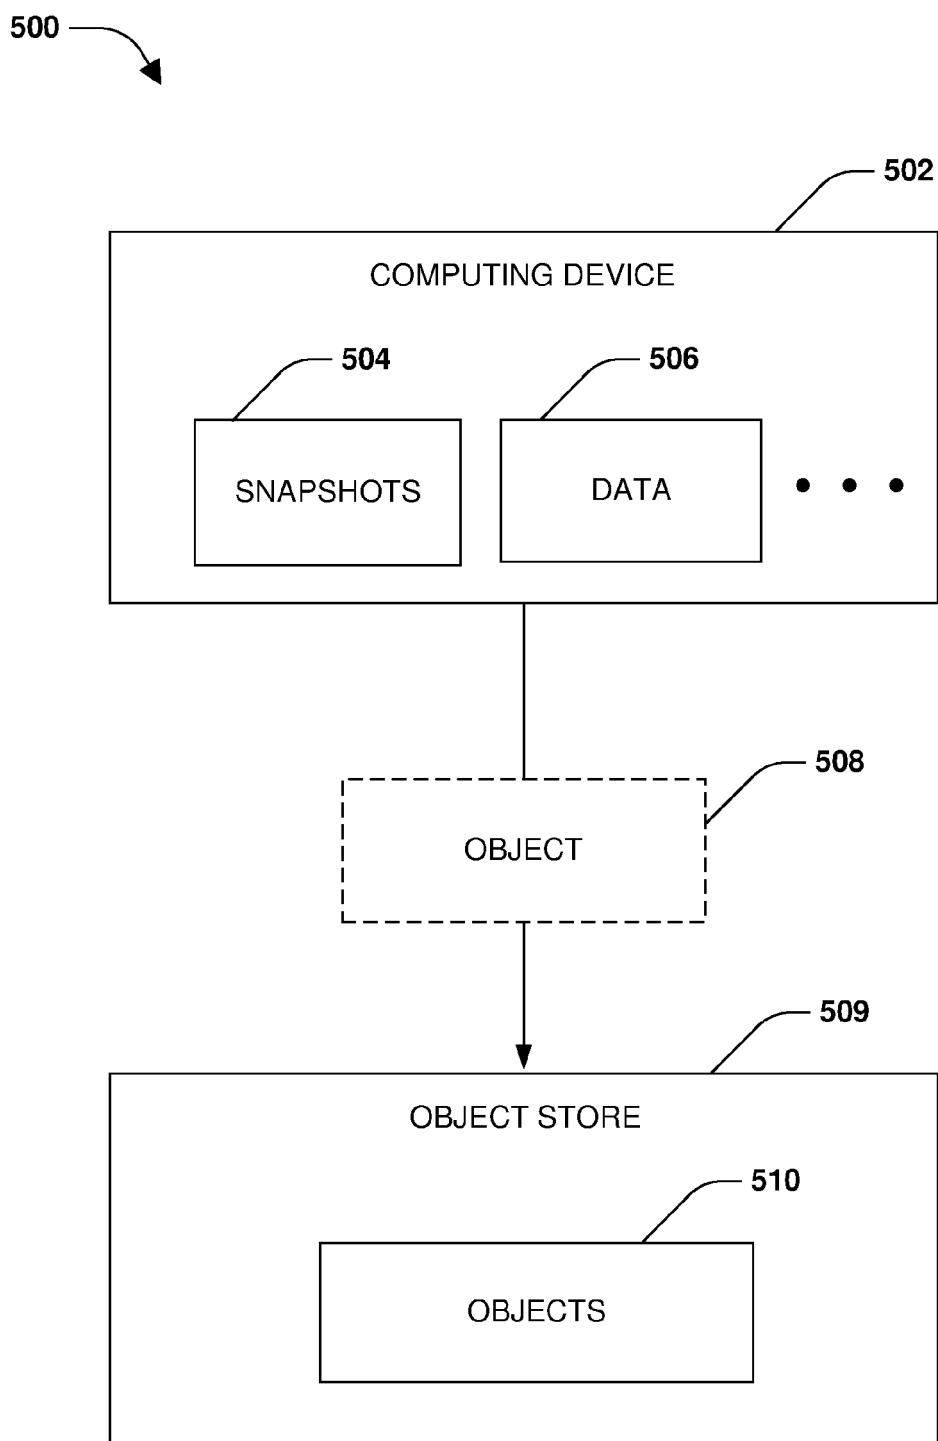 500
502
COMPUTING DEVICE
504
506
SNAPSHOTS
DATA
508
OBJECT
509
OBJECT STORE
510
OBJECTS